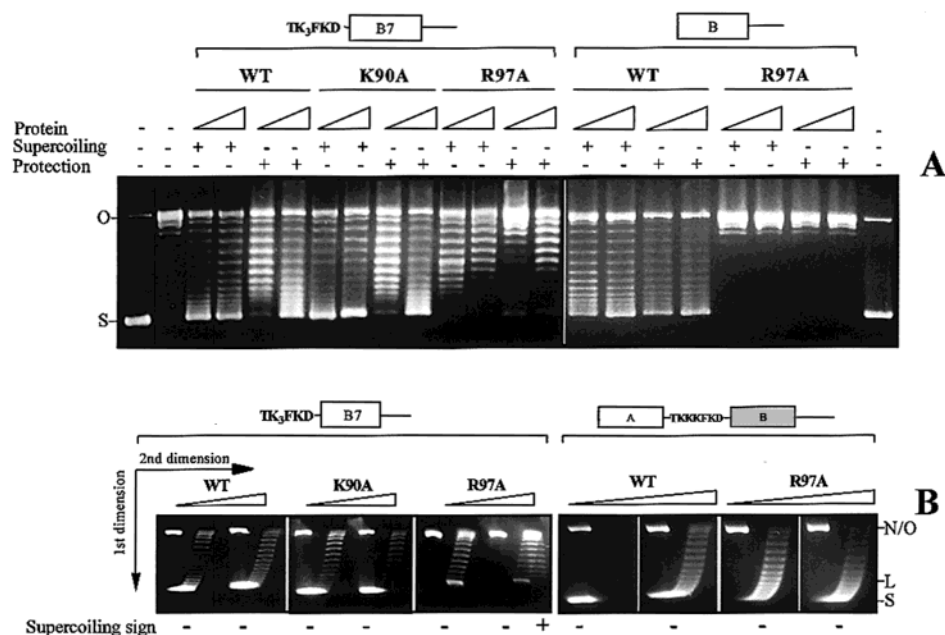 TK₃FKD B7 B
WT K90A R97A WT R97A
Protein - - -
Supercoiling - - + + + + + + + + + + -
Protection - - + + + + + + + + + + -
A
O
S
TK₃FKD B7 A TKKKFKD B
2nd dimension
1st dimension
WT K90A R97A WT R97A
B
N/O
L
S
Supercoiling sign - - - - - - + - - - -